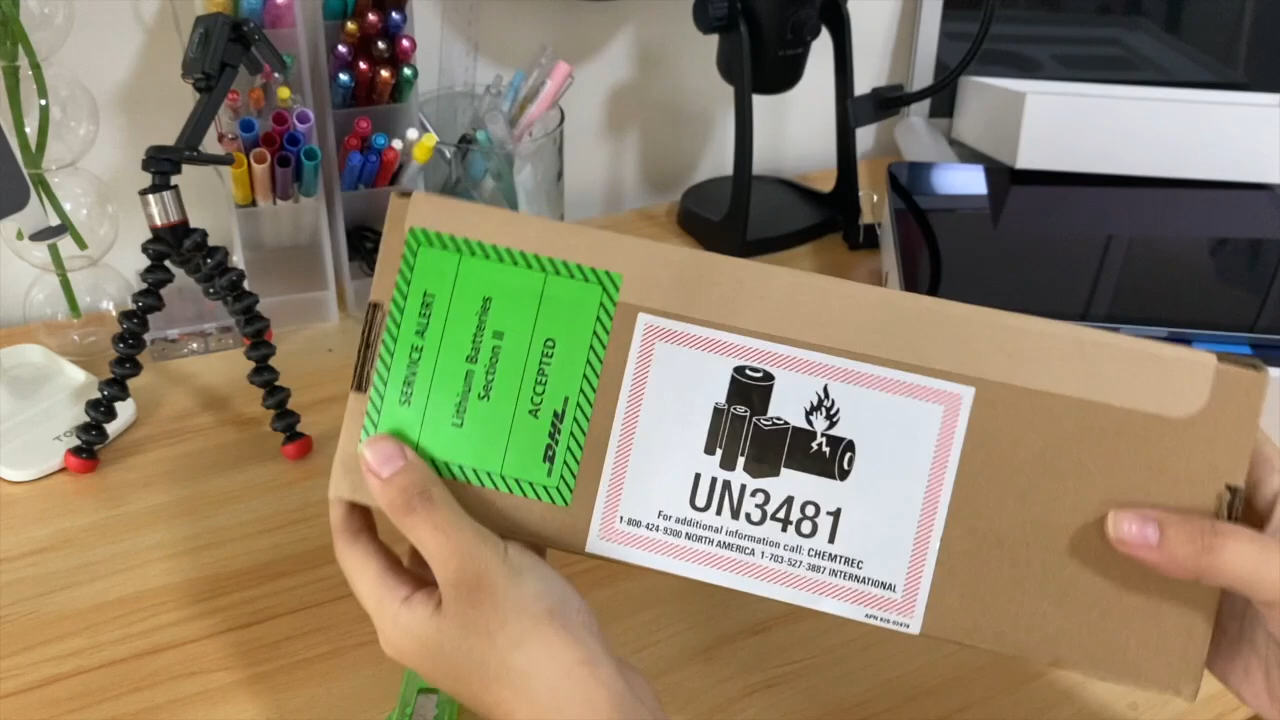 SERVICE ALERT
Lithium Batteries
Section II
ACCEPTED
DHL
UN3481
For additional information call: CHEMTREC
1-800-424-9300 NORTH AMERICA 1-703-527-3887 INTERNATIONAL